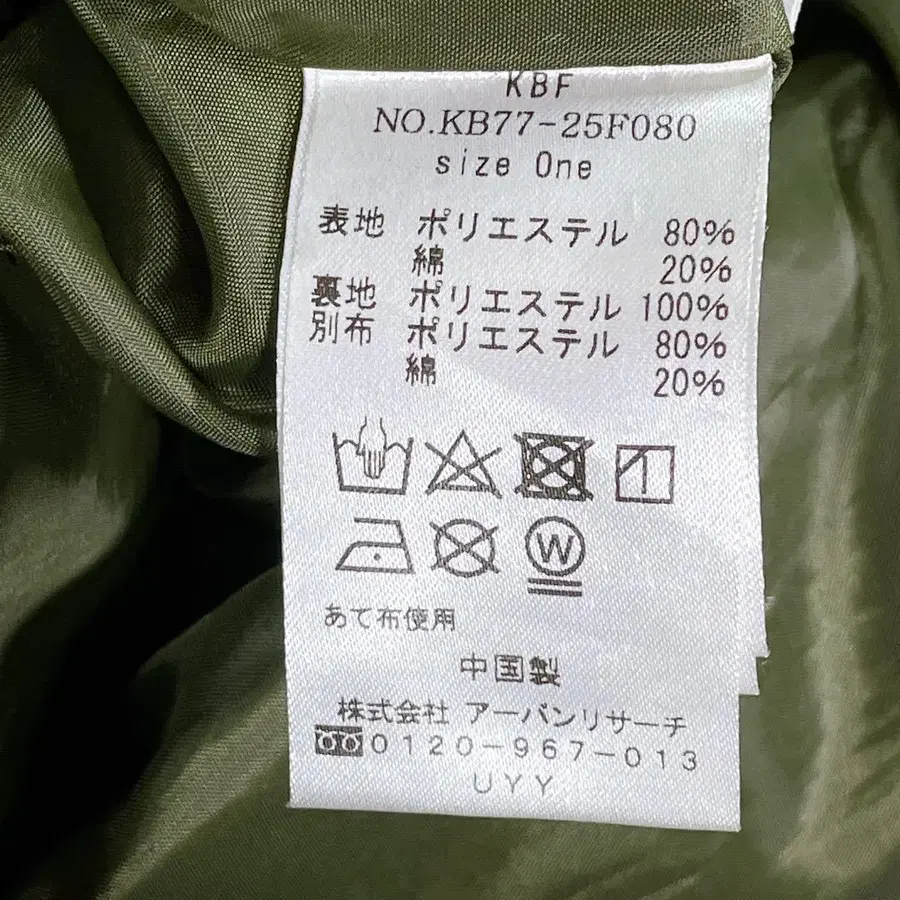 KBF
NO.KB77-25F080
size One
表地 ポリエステル 80%
綿 20%
裏地 ポリエステル 100%
別布 ポリエステル 80%
綿 20%
W
あて布使用
中国製
株式会社 アーバンリサーチ
0120-967-013
UYY